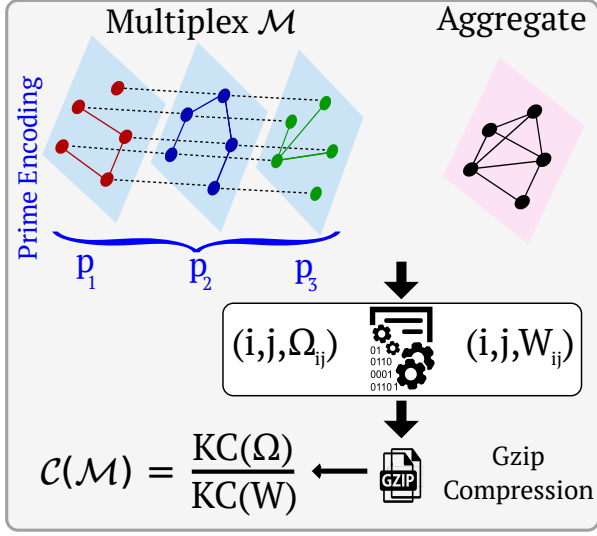 Multiplex ℳ
Aggregate
Prime Encoding
p₁ p₂ p₃
(i,j,Ωᵢⱼ)
01
0110
0001
01101
(i,j,Wᵢⱼ)
𝒞(ℳ) = KC(Ω)
KC(W)
GZIP
Gzip
Compression